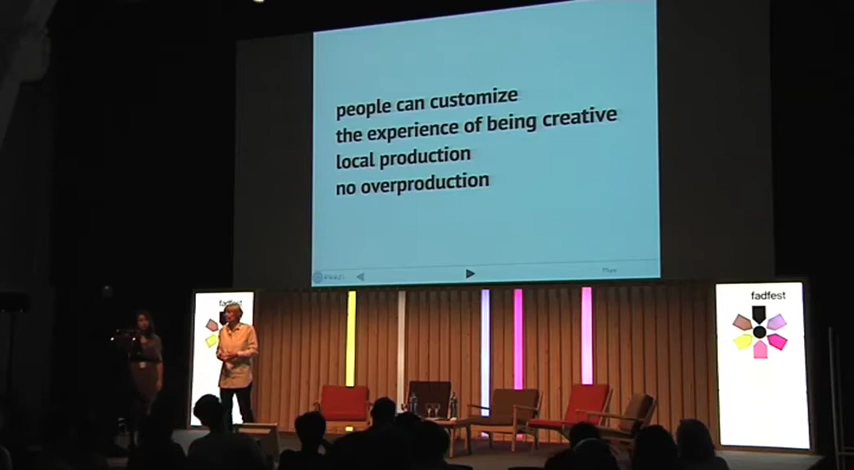 people can customize
the experience of being creative
local production
no overproduction
fadfest
fadfest